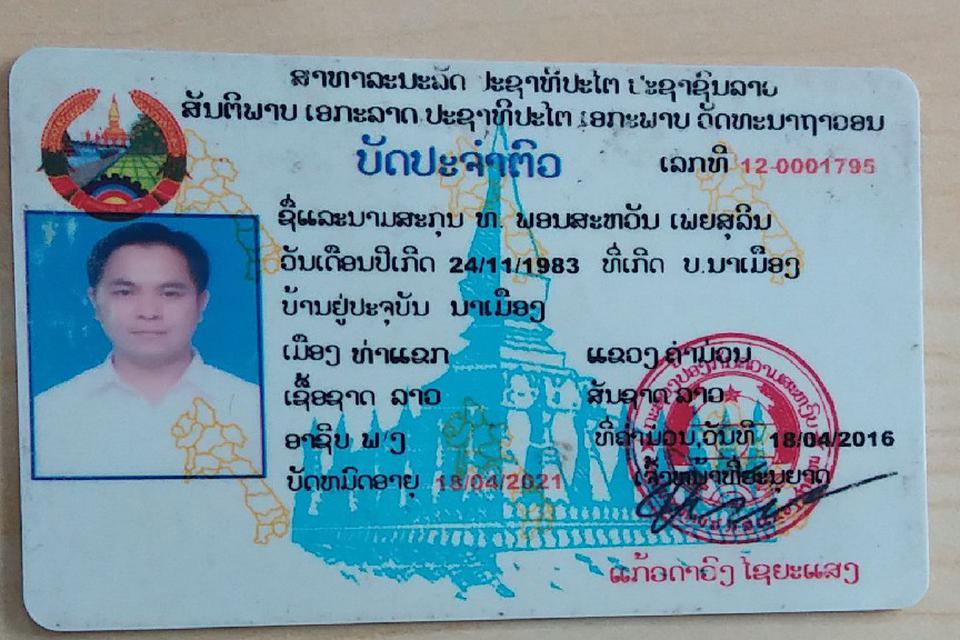 ສາທາລະນະລັດ ປະຊາທິປະໄຕ ປະຊາຊົນລາວ
ສັນຕິພາບ ເອກະລາດ ປະຊາທິປະໄຕ ເອກະພາບ ວັດທະນາຖາວອນ
ບັດປະຈຳຕົວ ເລກທີ 12-0001795
ຊື່ແລະນາມສະກຸນ ທ. ພອນສະຫວັນ ເພຍສຸລິນ
ວັນເດືອນປີເກີດ 24/11/1983 ທີ່ເກີດ ບ.ນາເມືອງ
ບ້ານຢູ່ປະຈຸບັນ ນາເມືອງ
ເມືອງ ທ່າແຂກ ແຂວງ ຄຳມ່ວນ
ເຊື້ອຊາດ ລາວ ສັນຊາດ ລາວ
ອາຊິບ ພ/ງ ທີ່ຄຳມ່ວນ,ວັນທີ 18/04/2016
ບັດຫມົດອາຍຸ 18/04/2021 ເຈົ້າຫນ້າທີ່ອະນຸຍາດ
ແກ້ວດາວົງ ໄຊຍະແສງ